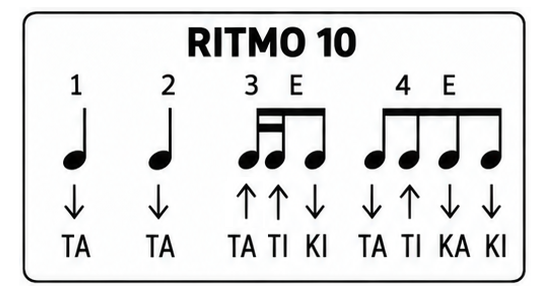 RITMO 10
1 2 3 E 4 E
↓ ↓ ↑ ↑ ↓ ↓ ↑ ↓ ↓
TA TA TA TI KI TA TI KA KI